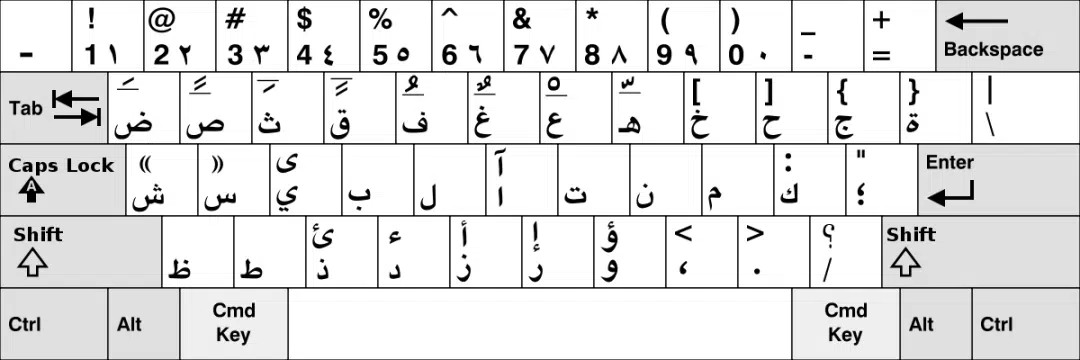 ! @ # $ % ^ & * ( ) _ +
- 1 ١ 2 ٢ 3 ٣ 4 ٤ 5 ٥ 6 ٦ 7 ٧ 8 ٨ 9 ٩ 0 ٠ - = Backspace
Tab َ ً ِ ٍ ُ ٌ ْ ّ [ ] { } |
ض ص ث ق ف غ ع ه خ ح ج ة \
Caps Lock » « ى آ : " Enter
A ش س ي ب ل ا ت ن م ك ؛
Shift ئ ء أ إ ؤ < > ؟ Shift
ظ ط ذ د ز ر و ، . /
Ctrl Alt Cmd Key Cmd Key Alt Ctrl